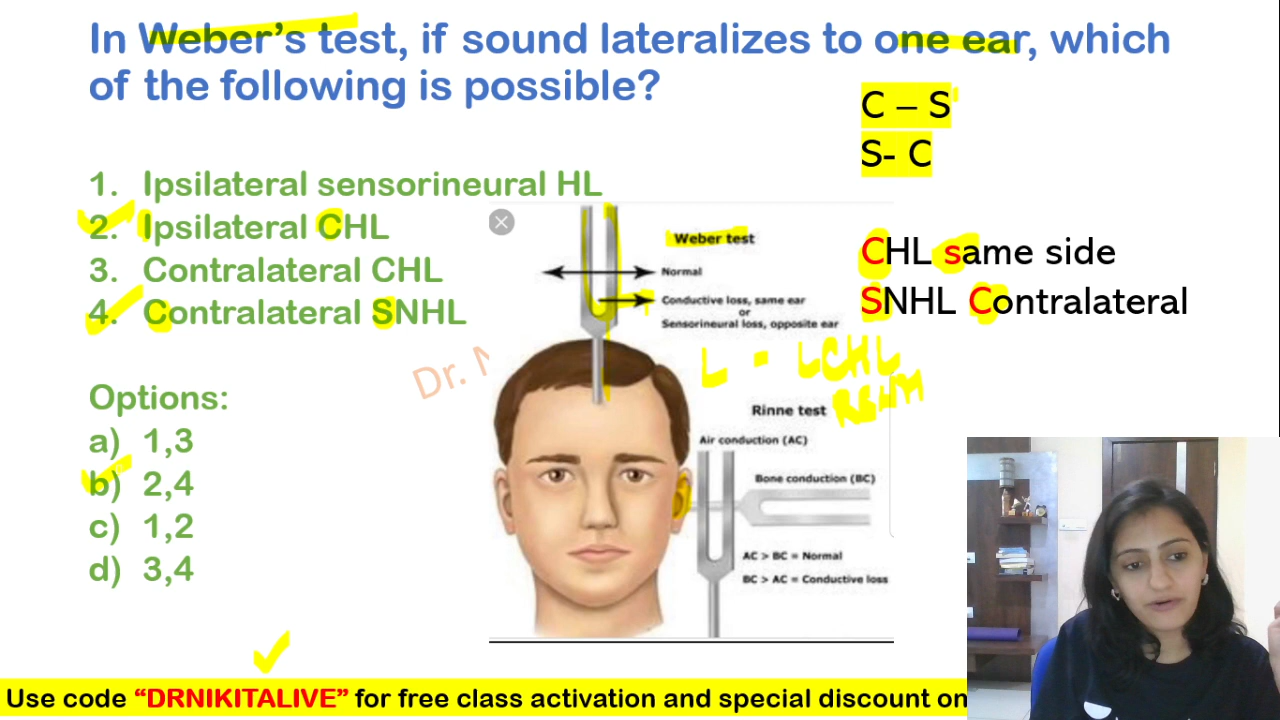 In Weber's test, if sound lateralizes to one ear, which
of the following is possible?
C – S
S- C
1. Ipsilateral sensorineural HL
2. Ipsilateral CHL
3. Contralateral CHL
4. Contralateral SNHL
CHL same side
SNHL Contralateral
Options:
a) 1,3
b) 2,4
c) 1,2
d) 3,4
Dr. N
Weber test
Normal
Conductive loss, same ear
or
Sensorineural loss, opposite ear
L = LCHL
Rinne test
Air conduction (AC)
Bone conduction (BC)
AC > BC = Normal
BC > AC = Conductive loss
Use code “DRNIKITALIVE” for free class activation and special discount on